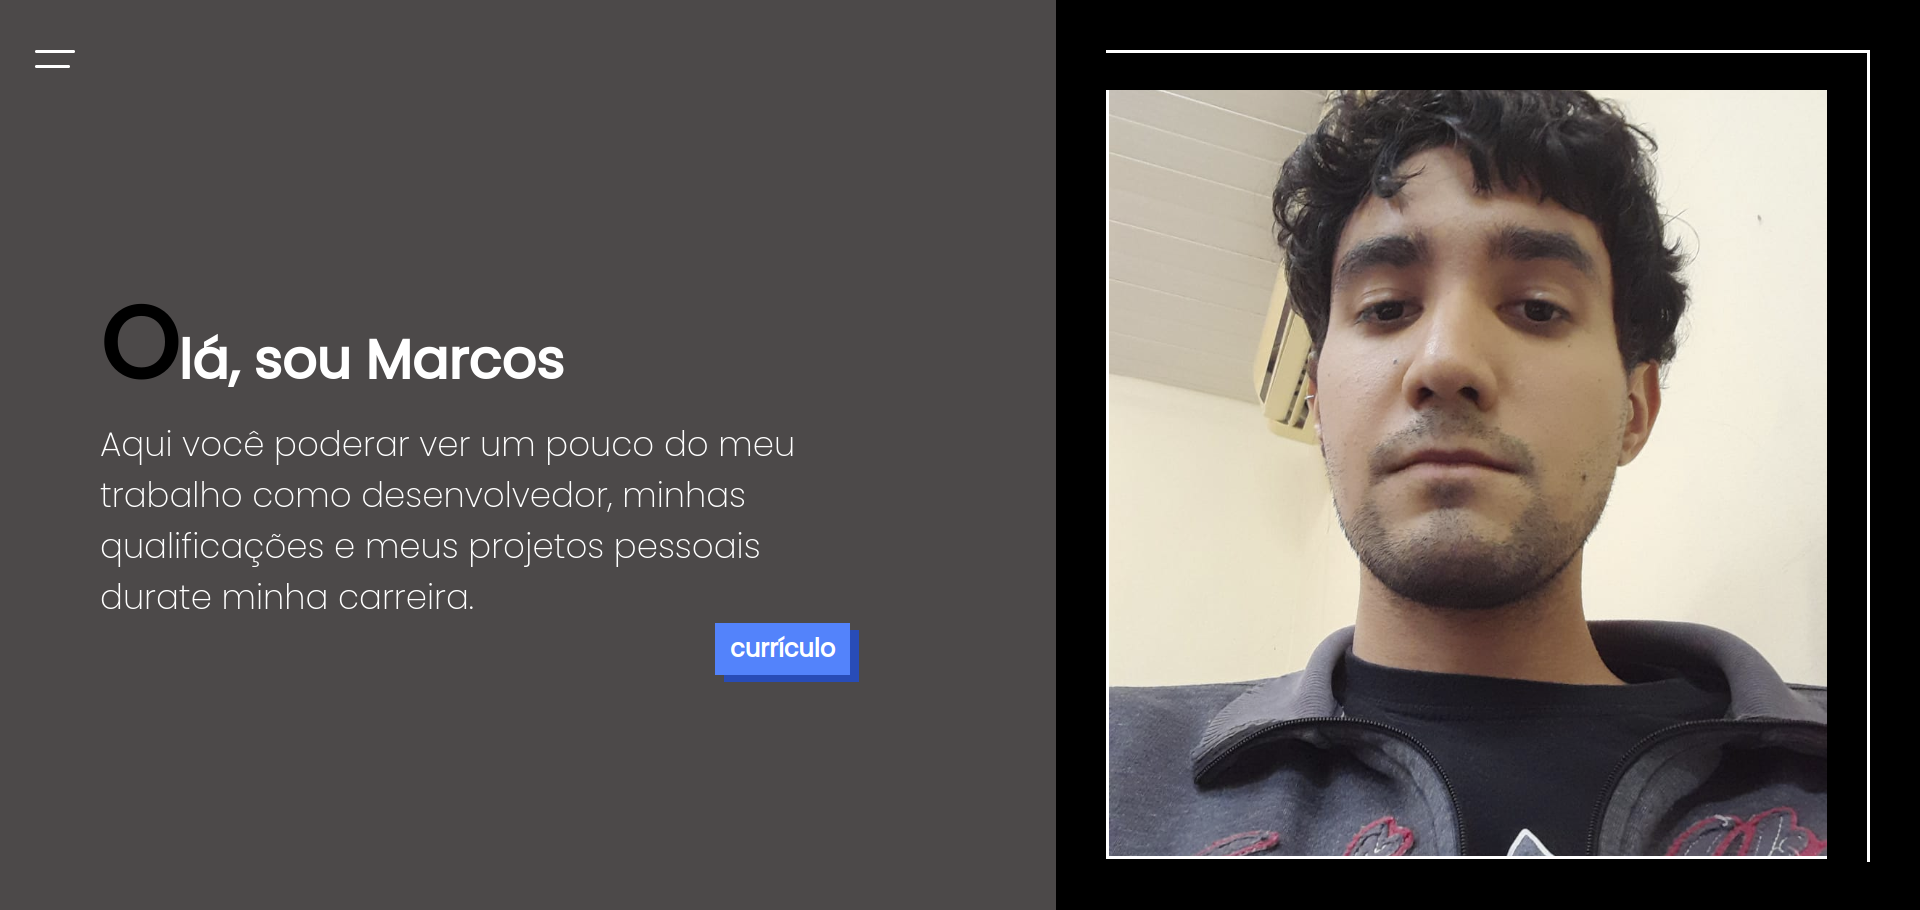 Olá, sou Marcos
Aqui você poderar ver um pouco do meu
trabalho como desenvolvedor, minhas
qualificações e meus projetos pessoais
durate minha carreira.
currículo